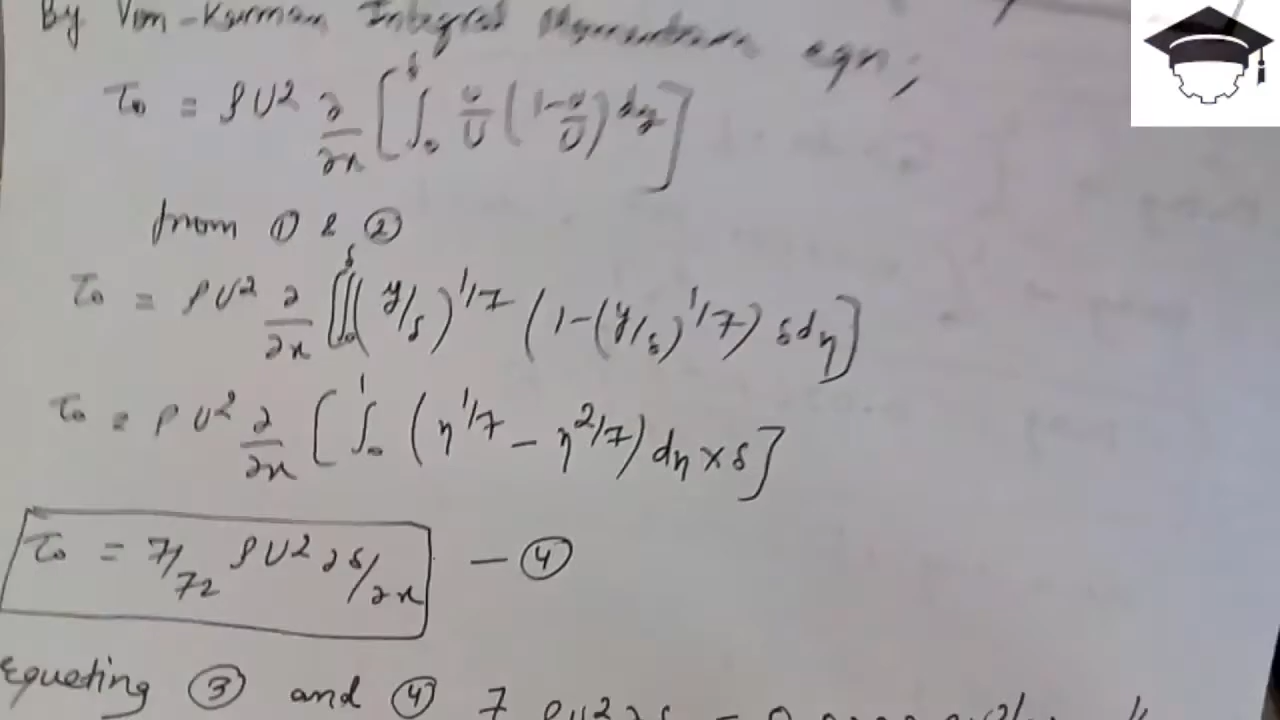 By Von-Karman Integral Momentum eqn;
τ₀ = ρU² ∂/∂x [∫₀^δ u/U (1-u/U) dy]
from ① & ②
τ₀ = ρU² ∂/∂x [∫₀^δ (y/δ)^1/7 (1-(y/δ)^1/7) δdη]
τ₀ = ρU² ∂/∂x [∫₀^1 (η^1/7 - η^2/7) dη × δ]
τ₀ = 7/72 ρU² ∂δ/∂x — ④
equating ③ and ④ 7 ρU² ∂δ =